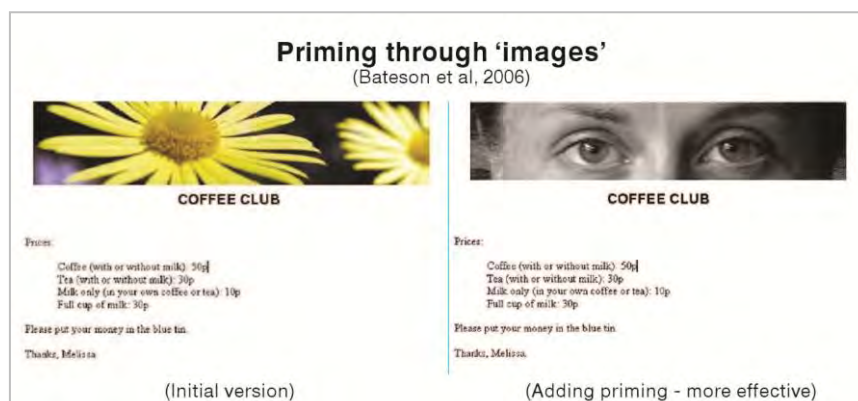 Priming through ‘images’
(Bateson et al, 2006)
COFFEE CLUB
Prices:
Coffee (with or without milk): 50p
Tea (with or without milk): 30p
Milk only (in your own coffee or tea): 10p
Full cup of milk: 30p
Please put your money in the blue tin.
Thanks, Melissa
(Initial version)
COFFEE CLUB
Prices:
Coffee (with or without milk): 50p
Tea (with or without milk): 30p
Milk only (in your own coffee or tea): 10p
Full cup of milk: 30p
Please put your money in the blue tin.
Thanks, Melissa
(Adding priming - more effective)